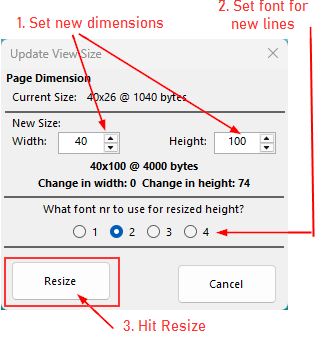 1. Set new dimensions
2. Set font for
new lines
Update View Size
Page Dimension
Current Size: 40x26 @ 1040 bytes
New Size:
Width: 40 Height: 100
40x100 @ 4000 bytes
Change in width: 0 Change in height: 74
What font nr to use for resized height?
1 2 3 4
Resize Cancel
3. Hit Resize